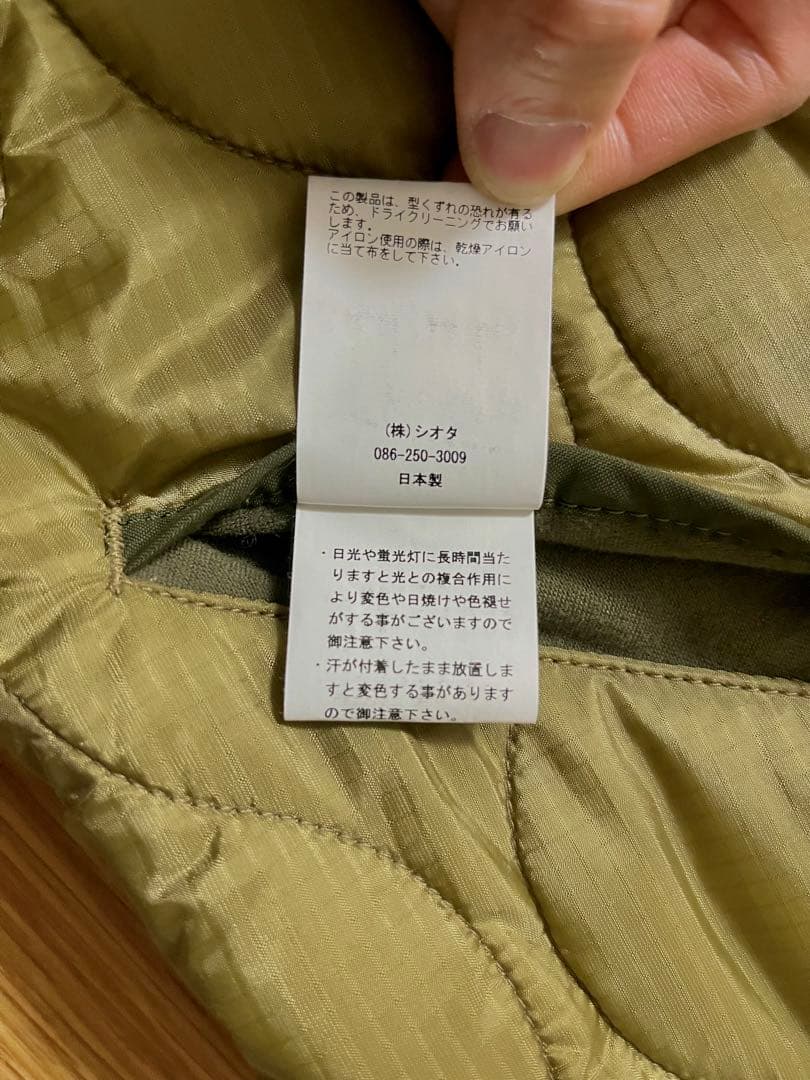 この製品は、型くずれの恐れが有る
ため、ドライクリーニングでお願い
します。
アイロン使用の際は、乾燥アイロン
に当て布をして下さい。
(株)シオタ
086-250-3009
日本製
・日光や蛍光灯に長時間当た
りますと光との複合作用に
より変色や日焼けや色褪せ
がする事がございますので
御注意下さい。
・汗が付着したまま放置しま
すと変色する事があります
ので御注意下さい。